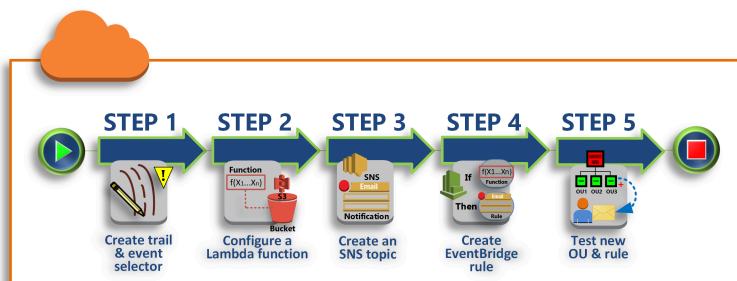 STEP 1
STEP 2
STEP 3
STEP 4
STEP 5
!
Function
f(X1...Xn)
S3
Bucket
SNS
Email
Notification
If
f(X1...Xn)
Function
Then
Email
Rule
OU1 OU2 OU3
+
Create trail
& event
selector
Configure a
Lambda function
Create an
SNS topic
Create
EventBridge
rule
Test new
OU & rule